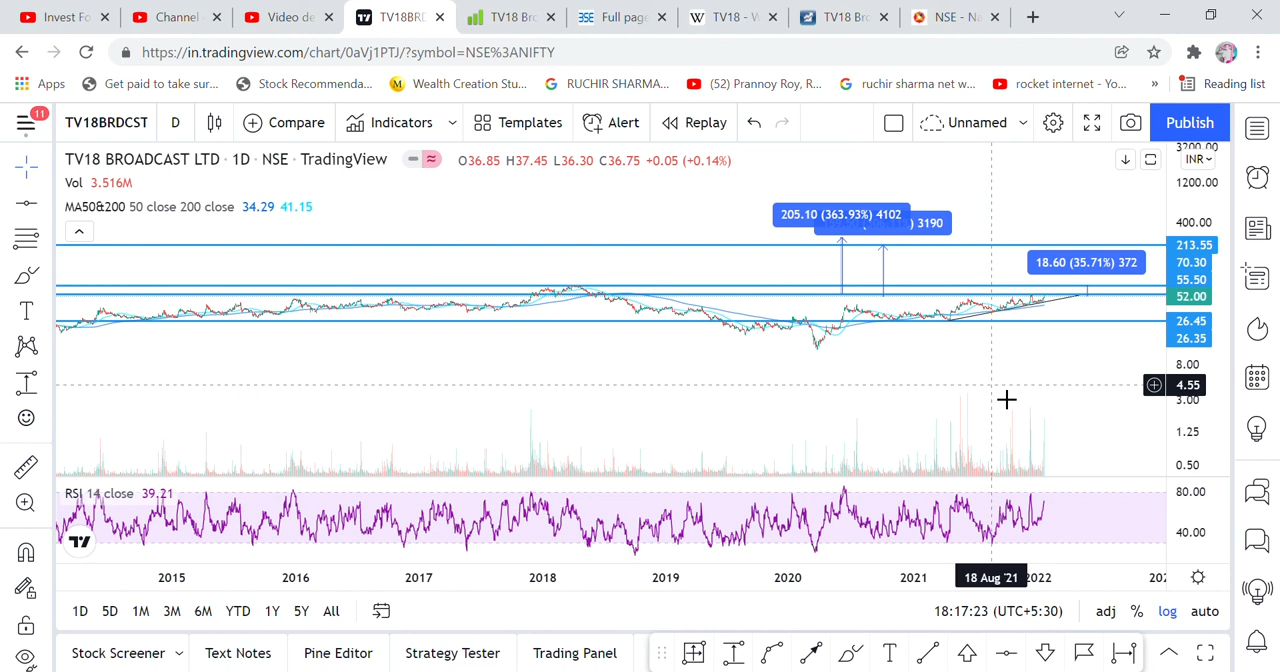 Invest Fo
Channel
Video de
TV18BRD
TV18 Bro
BSE
Full page
TV18 - W
TV18 Bro
NSE - Na
https://in.tradingview.com/chart/0aVj1PTJ/?symbol=NSE%3ANIFTY
Apps
Get paid to take sur...
Stock Recommenda...
Wealth Creation Stu...
RUCHIR SHARMA...
(52) Prannoy Roy, R...
ruchir sharma net w...
rocket internet - Yo...
»
Reading list
11
TV18BRDCST
D
Compare
Indicators
Templates
Alert
Replay
Unnamed
Publish
TV18 BROADCAST LTD · 1D · NSE · TradingView
O36.85 H37.45 L36.30 C36.75 +0.05 (+0.14%)
Vol 3.516M
MA50&200 50 close 200 close 34.29 41.15
3200.00
INR
1200.00
400.00
205.10 (363.93%) 4102
) 3190
18.60 (35.71%) 372
213.55
70.30
55.50
52.00
26.45
26.35
8.00
4.55
3.00
1.25
0.50
RSI 14 close 39.21
80.00
40.00
2015
2016
2017
2018
2019
2020
2021
18 Aug '21
2022
202
1D
5D
1M
3M
6M
YTD
1Y
5Y
All
18:17:23 (UTC+5:30)
adj
%
log
auto
Stock Screener
Text Notes
Pine Editor
Strategy Tester
Trading Panel